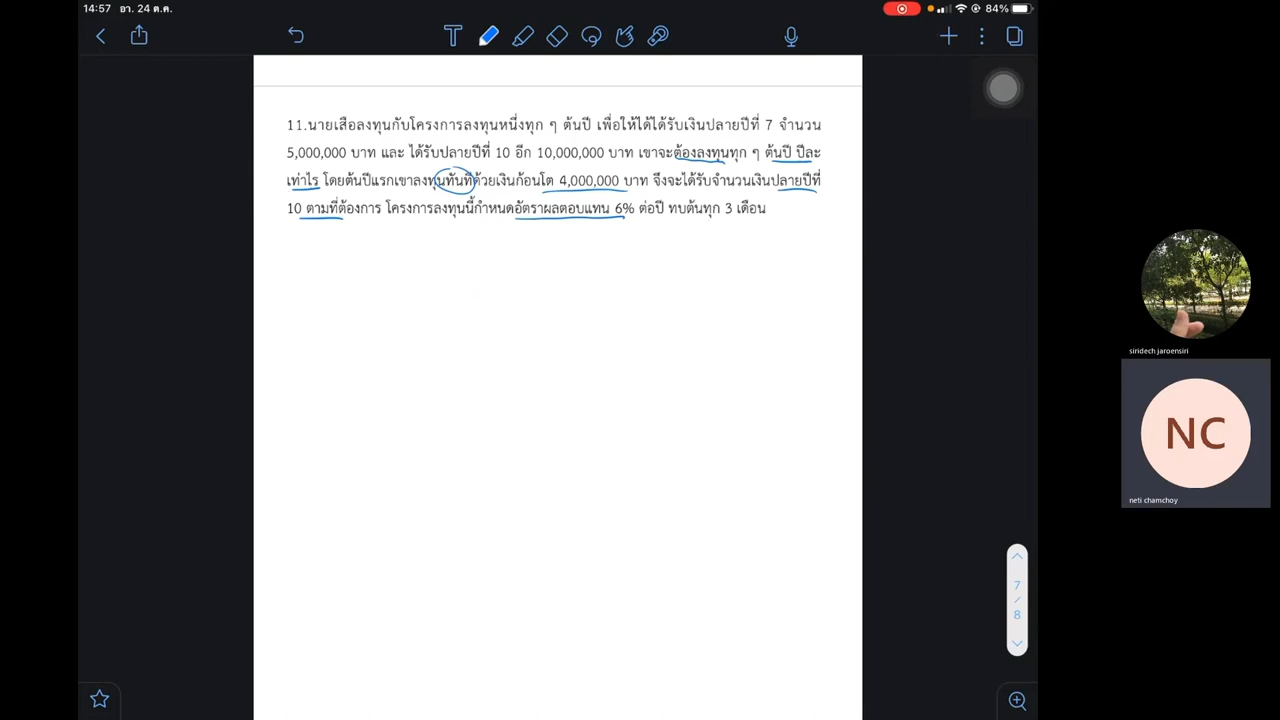 14:57 อา. 24 ต.ค.
84%
11.นายเสือลงทุนกับโครงการลงทุนหนึ่งทุก ๆ ต้นปี เพื่อให้ได้ได้รับเงินปลายปีที่ 7 จำนวน
5,000,000 บาท และ ได้รับปลายปีที่ 10 อีก 10,000,000 บาท เขาจะต้องลงทุนทุก ๆ ต้นปี ปีละ
เท่าไร โดยต้นปีแรกเขาลงทุนทันทีด้วยเงินก้อนโต 4,000,000 บาท จึงจะได้รับจำนวนเงินปลายปีที่
10 ตามที่ต้องการ โครงการลงทุนนี้กำหนดอัตราผลตอบแทน 6% ต่อปี ทบต้นทุก 3 เดือน
siridech jaroensiri
NC
neti chamchoy
7
/
8